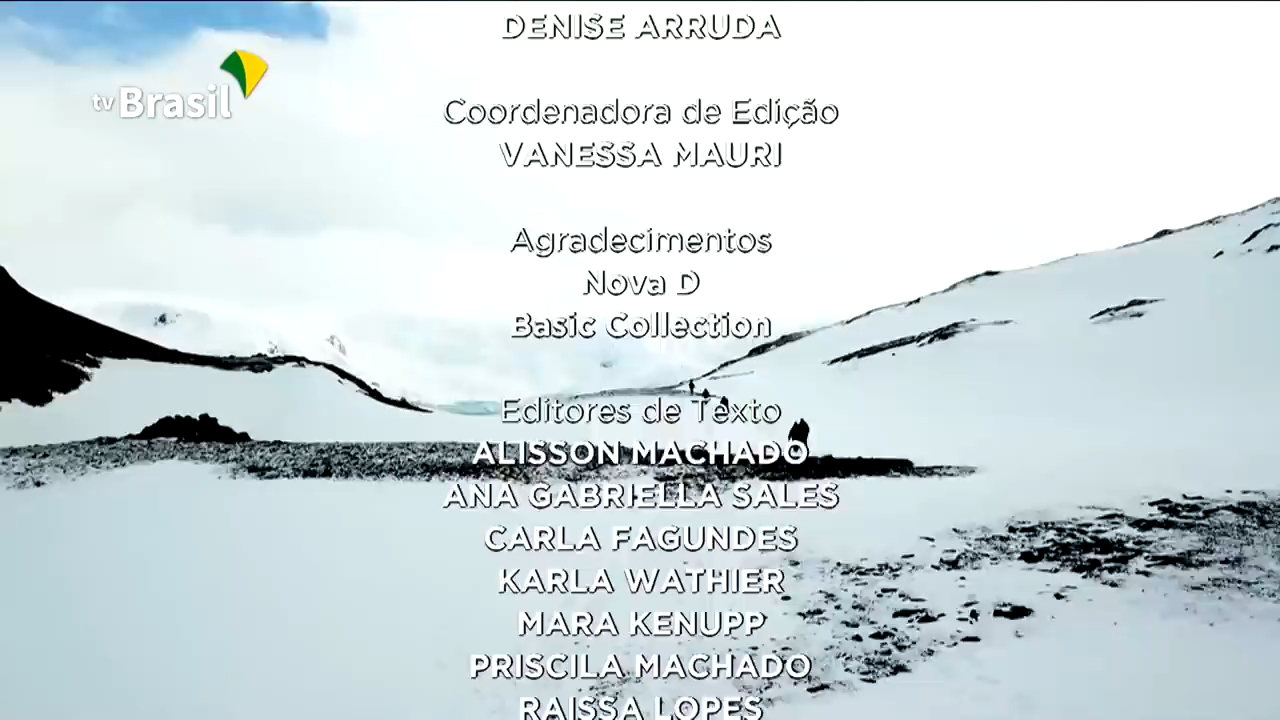 DENISE ARRUDA
tv Brasil
Coordenadora de Edição
VANESSA MAURI
Agradecimentos
Nova D
Basic Collection
Editores de Texto
ALISSON MACHADO
ANA GABRIELLA SALES
CARLA FAGUNDES
KARLA WATHIER
MARA KENUPP
PRISCILA MACHADO
RAISSA LOPES